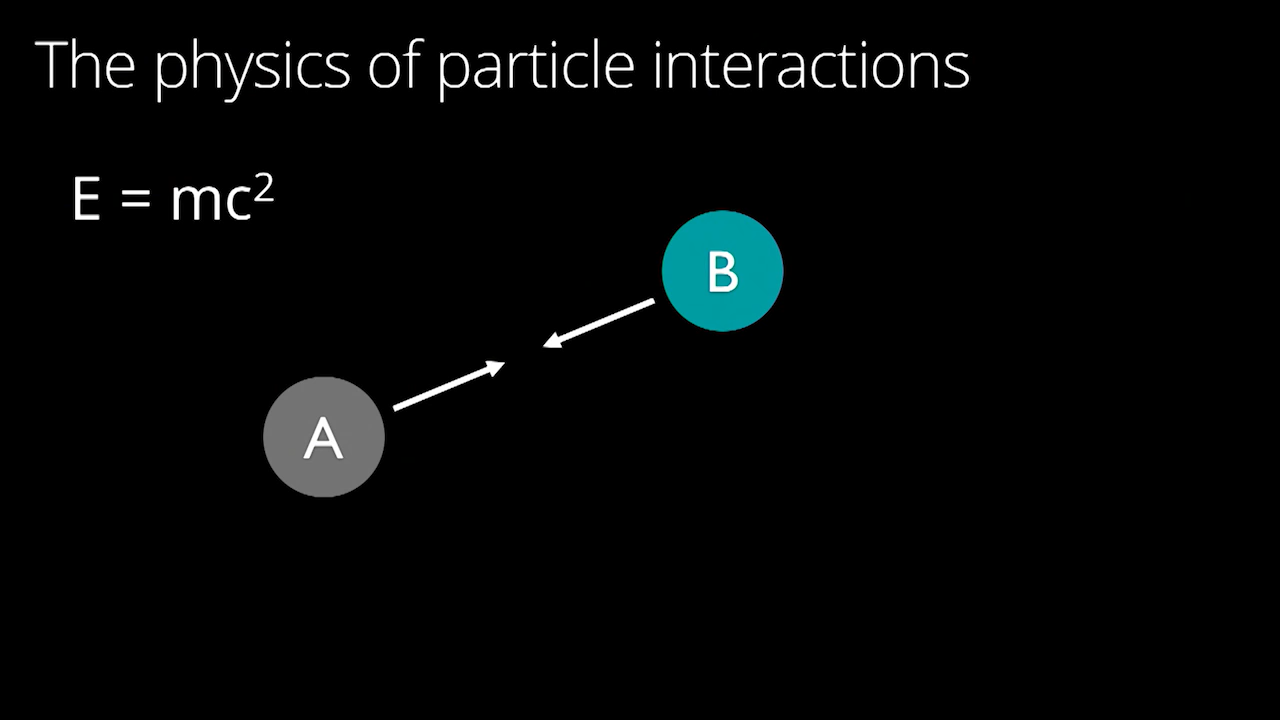 The physics of particle interactions
E = mc²
B
A